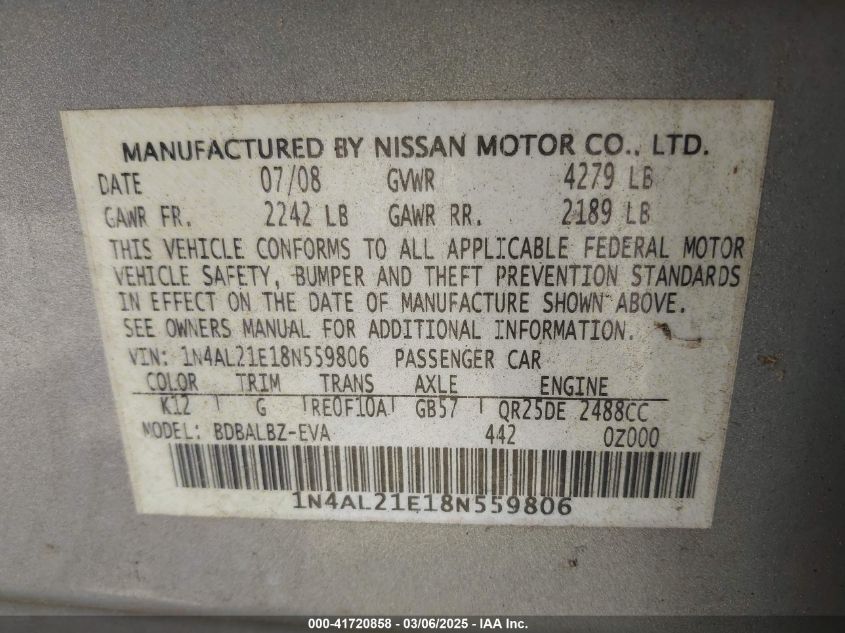 MANUFACTURED BY NISSAN MOTOR CO., LTD.
DATE 07/08 GVWR 4279 LB
GAWR FR. 2242 LB GAWR RR. 2189 LB
THIS VEHICLE CONFORMS TO ALL APPLICABLE FEDERAL MOTOR
VEHICLE SAFETY, BUMPER AND THEFT PREVENTION STANDARDS
IN EFFECT ON THE DATE OF MANUFACTURE SHOWN ABOVE.
SEE OWNERS MANUAL FOR ADDITIONAL INFORMATION.
VIN: 1N4AL21E18N559806 PASSENGER CAR
COLOR TRIM TRANS AXLE ENGINE
K12 G RE0F10A GB57 QR25DE 2488CC
MODEL: BDBALBZ-EVA 442 0Z000
1N4AL21E18N559806
000-41720858 - 03/06/2025 - IAA Inc.